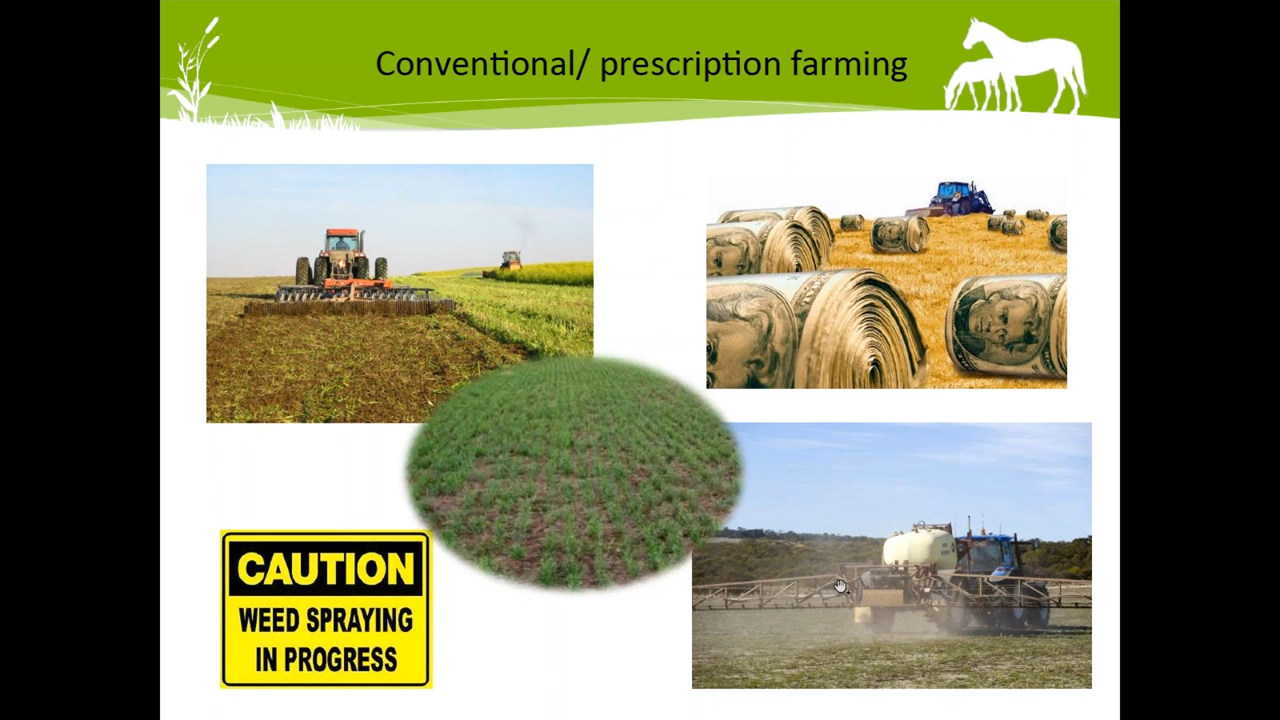 Conventional/ prescription farming
CAUTION
WEED SPRAYING
IN PROGRESS